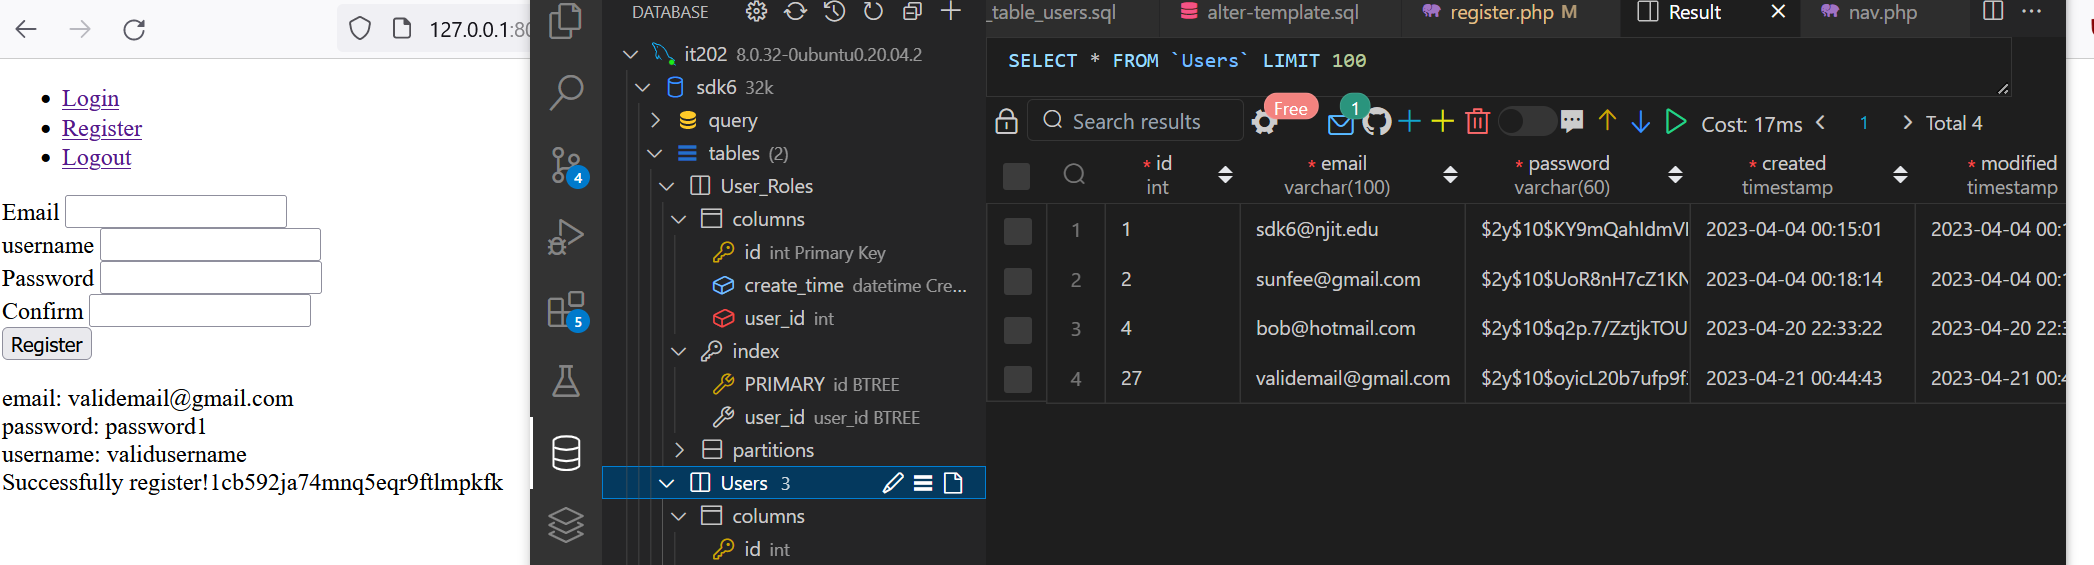 127.0.0.1:80
Login
Register
Logout
Email
username
Password
Confirm
Register
email: validemail@gmail.com
password: password1
username: validusername
Successfully register!1cb592ja74mnq5eqr9ftlmpkfk
4
5
DATABASE
it202 8.0.32-0ubuntu0.20.04.2
sdk6 32k
query
tables (2)
User_Roles
columns
id int Primary Key
create_time datetime Cre...
user_id int
index
PRIMARY id BTREE
user_id user_id BTREE
partitions
Users 3
columns
id int
_table_users.sql alter-template.sql register.php M Result nav.php
SELECT * FROM `Users` LIMIT 100
Search results Free 1 Cost: 17ms 1 Total 4
* id * email * password * created * modified
int varchar(100) varchar(60) timestamp timestamp
1 1 sdk6@njit.edu $2y$10$KY9mQahIdmV 2023-04-04 00:15:01 2023-04-04 00:
2 2 sunfee@gmail.com $2y$10$UoR8nH7cZ1KN 2023-04-04 00:18:14 2023-04-04 00:
3 4 bob@hotmail.com $2y$10$q2p.7/ZztjkTOU 2023-04-20 22:33:22 2023-04-20 22:
4 27 validemail@gmail.com $2y$10$oyicL20b7ufp9f 2023-04-21 00:44:43 2023-04-21 00: